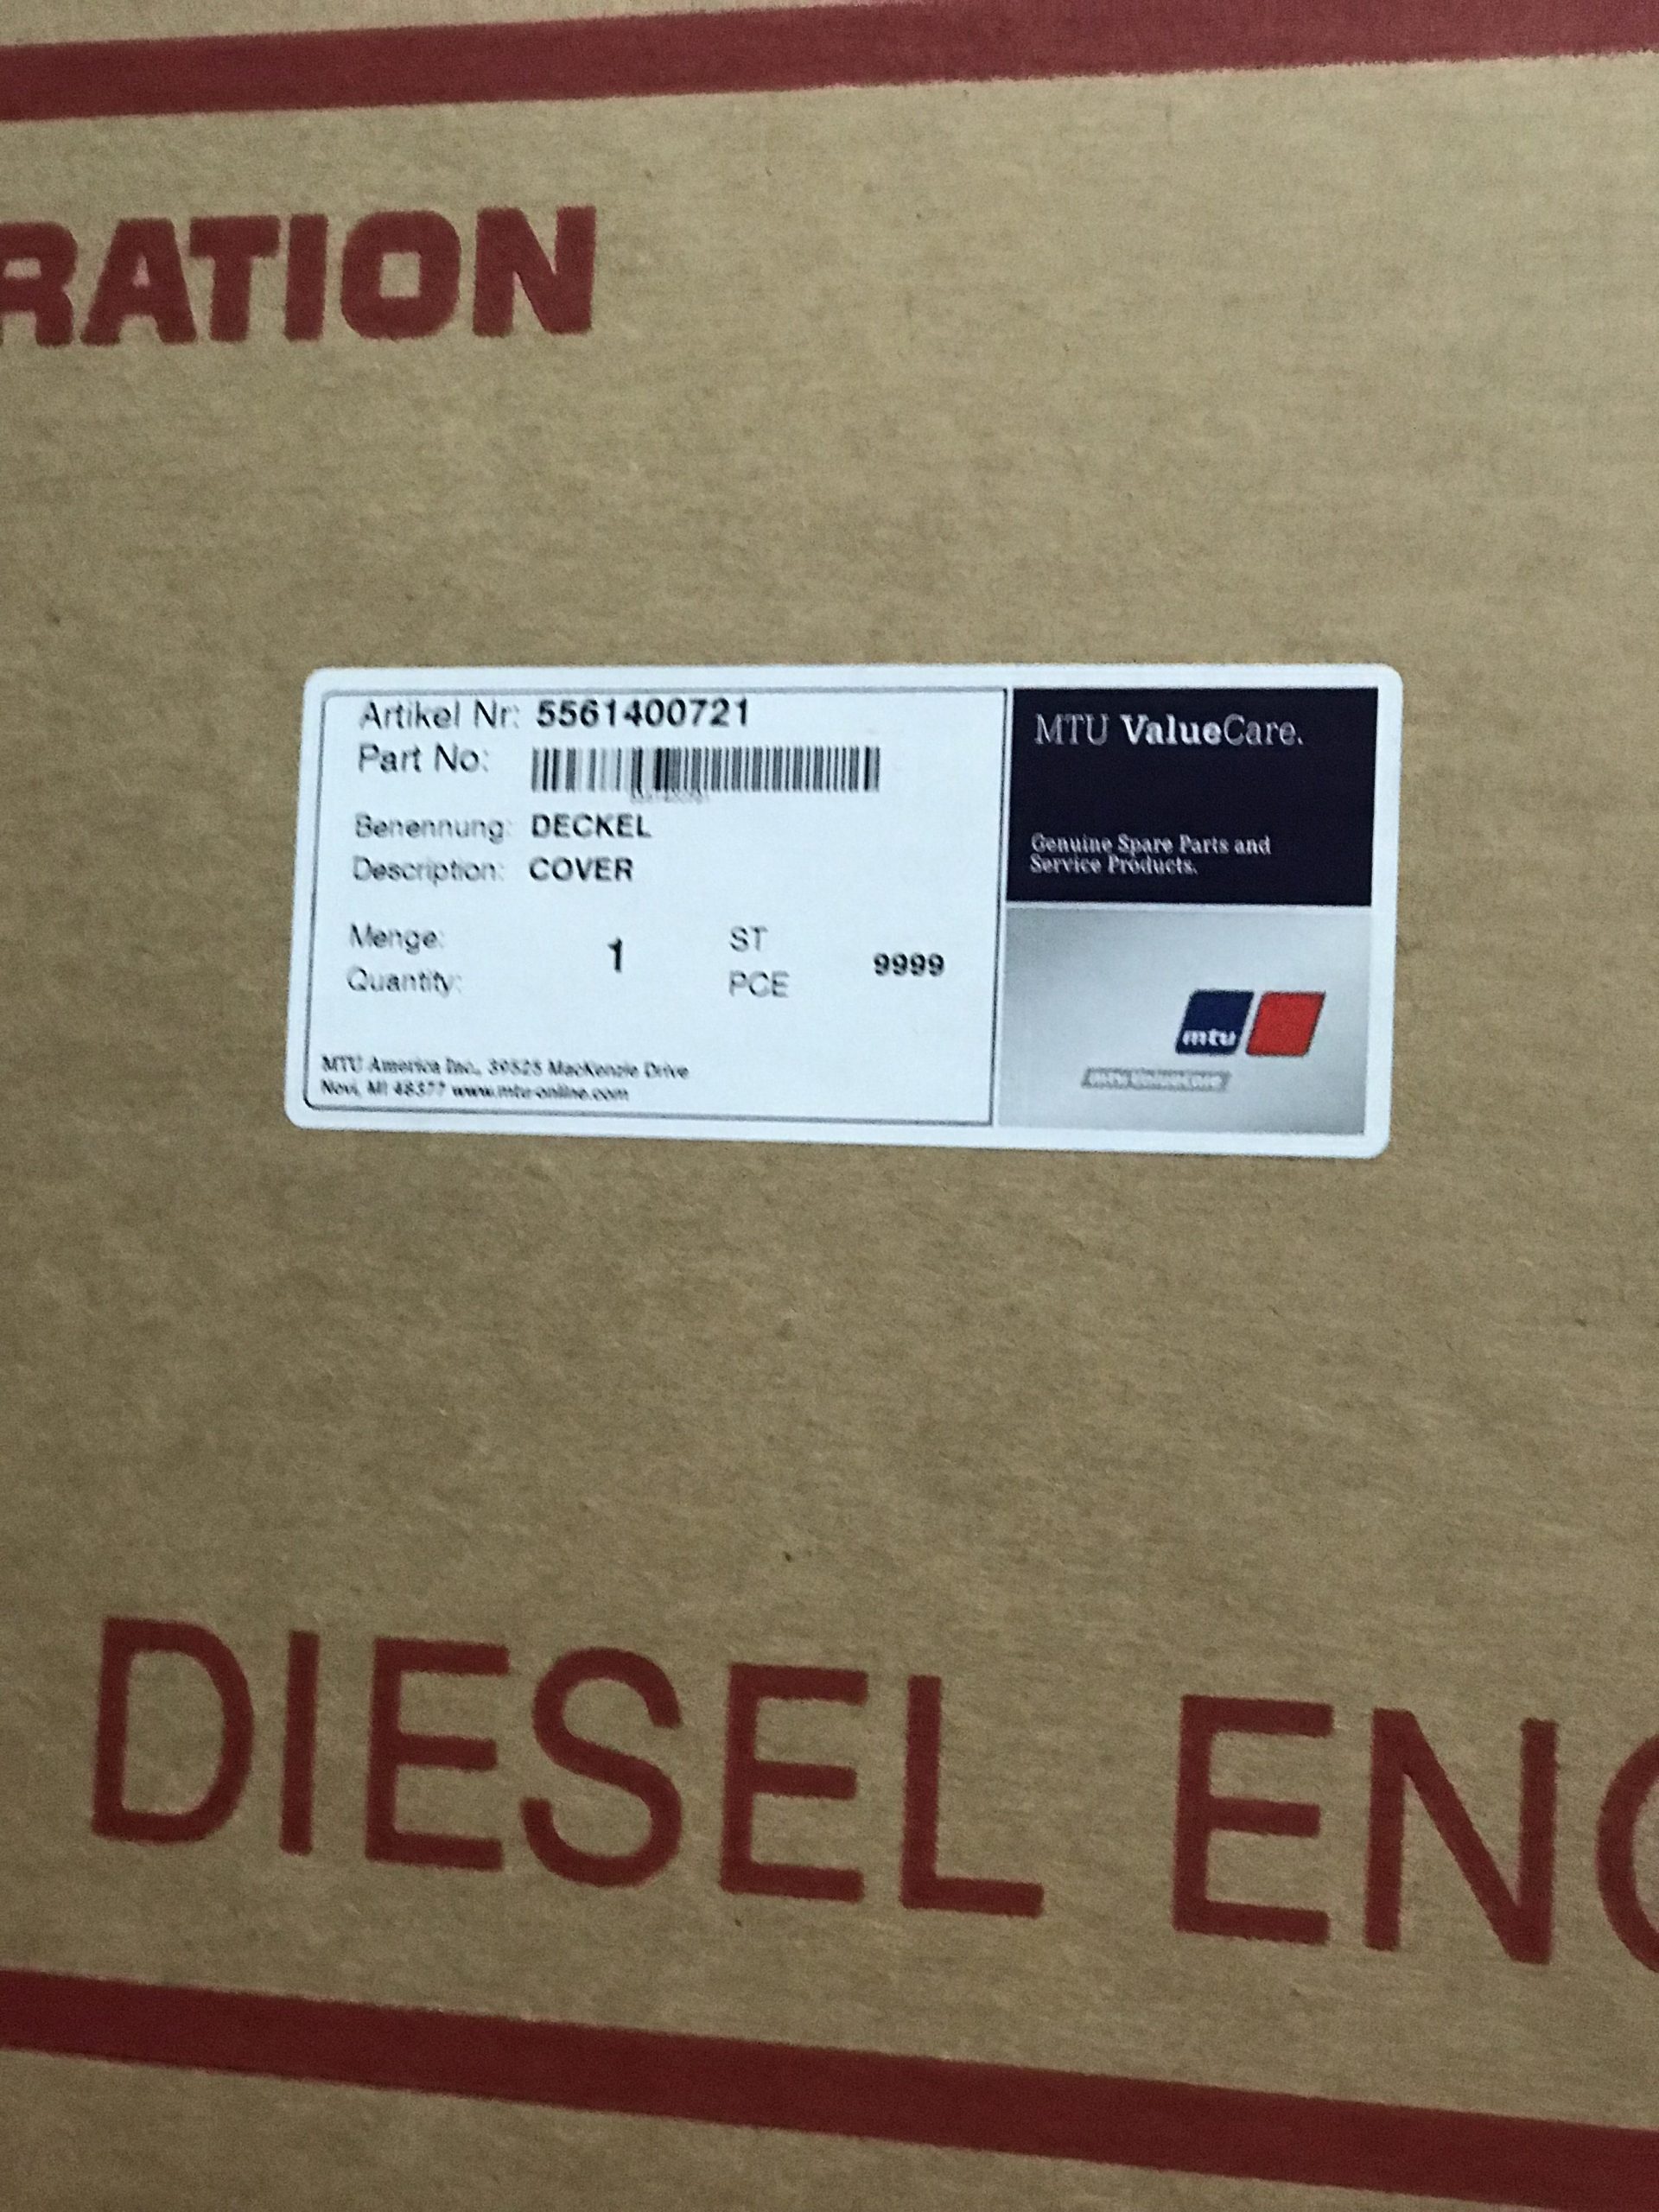 RATION
Artikel Nr: 5561400721
Part No:
Benennung: DECKEL
Description: COVER
Menge:
Quantity:
1
ST
PCE
9999
MTU America Inc., 39525 MacKenzie Drive
Novi, MI 48377 www.mtu-online.com
MTU ValueCare.
Genuine Spare Parts and
Service Products.
mtu
DIESEL EN